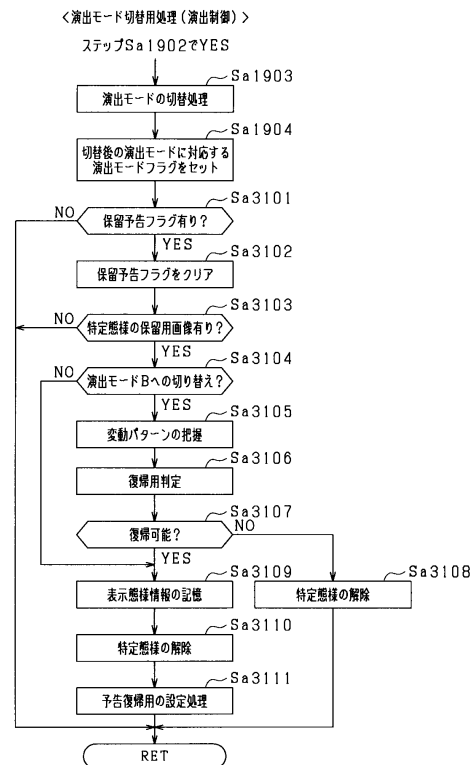 <演出モード切替用処理(演出制御)>
ステップSa1902でYES
Sa1903
演出モードの切替処理
Sa1904
切替後の演出モードに対応する
演出モードフラグをセット
Sa3101
NO
保留予告フラグ有り?
YES
Sa3102
保留予告フラグをクリア
Sa3103
NO
特定態様の保留用画像有り?
YES
Sa3104
NO
演出モードBへの切り替え?
YES
Sa3105
変動パターンの把握
Sa3106
復帰用判定
Sa3107
復帰可能?
NO
YES
Sa3109
表示態様情報の記憶
Sa3108
特定態様の解除
Sa3110
特定態様の解除
Sa3111
予告復帰用の設定処理
RET